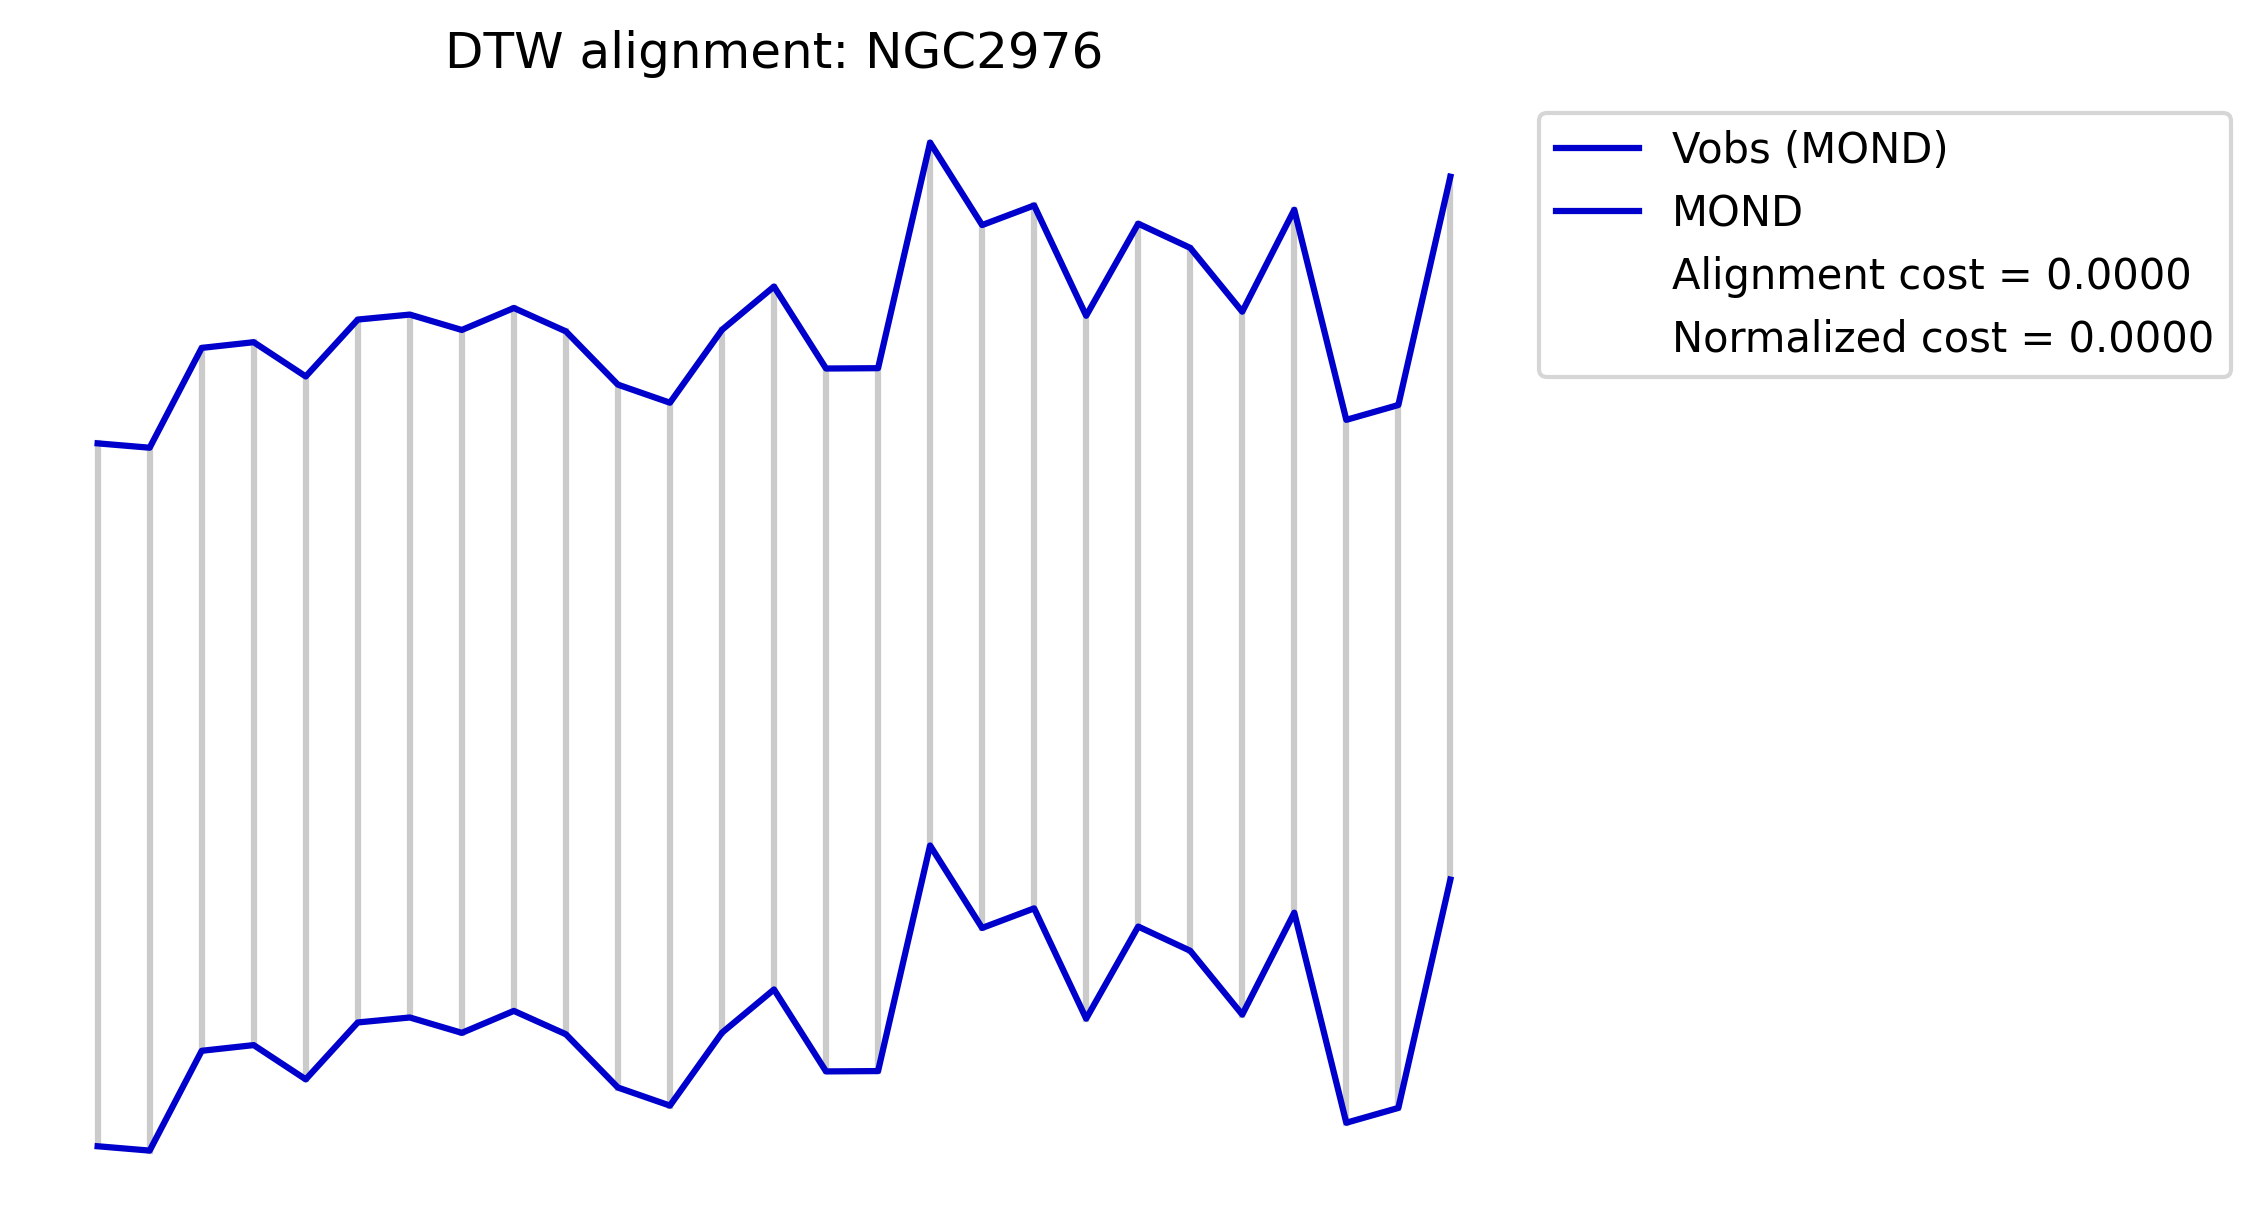 DTW alignment: NGC2976
Vobs (MOND)
MOND
Alignment cost = 0.0000
Normalized cost = 0.0000